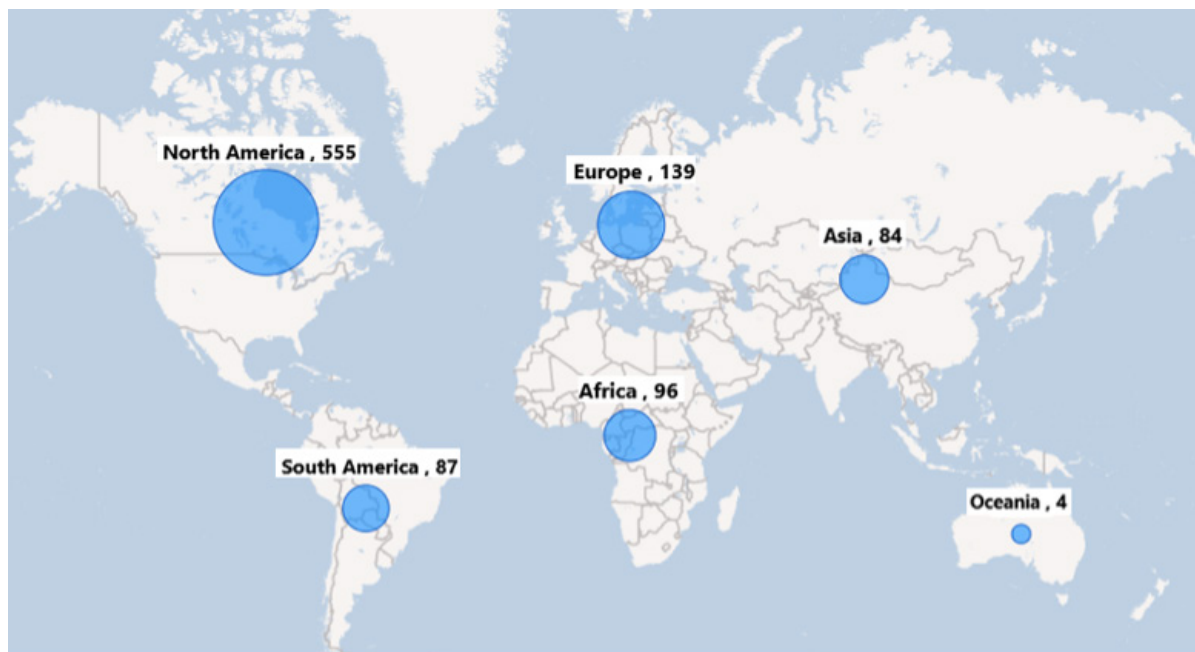 North America , 555
Europe , 139
Asia , 84
Africa , 96
South America , 87
Oceania , 4